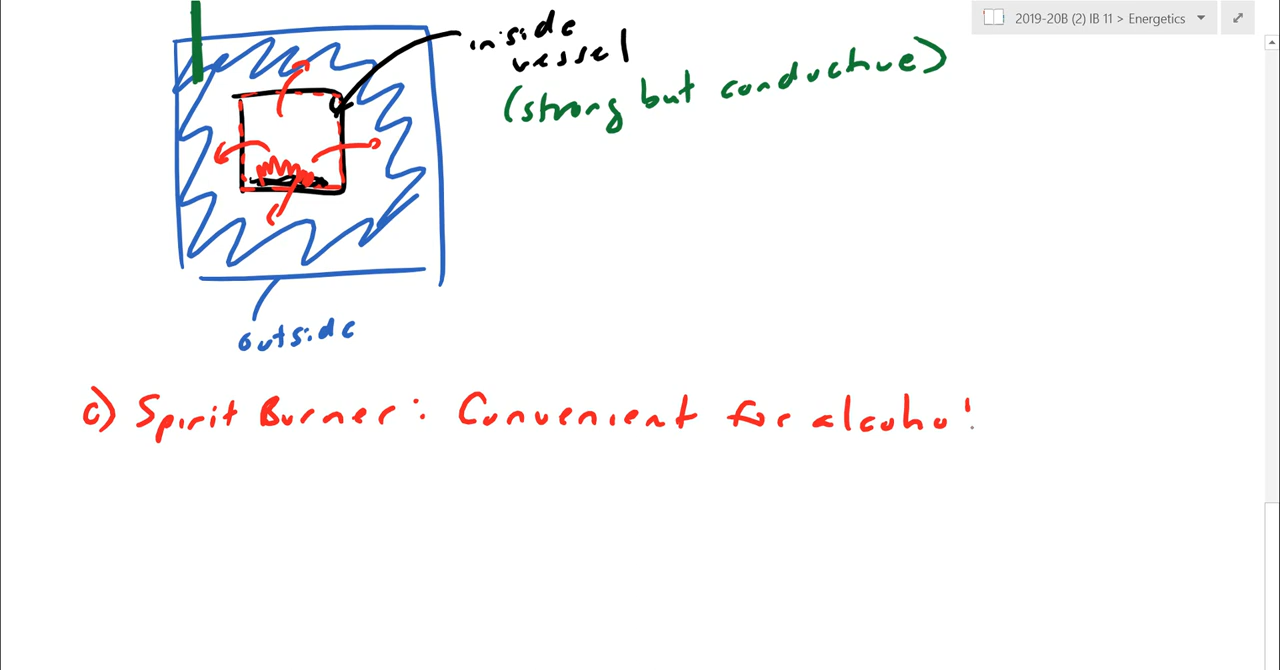 2019-20B (2) IB 11 > Energetics
inside
vessel
(strong but conductive)
outside
c) Spirit Burner: Convenient for alcohol